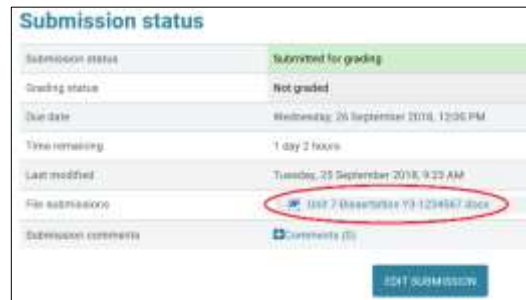 Submission status
Submission status Submitted for grading
Grading status Not graded
Due date Wednesday, 26 September 2018, 12:00 PM
Time remaining 1 day 2 hours
Last modified Tuesday, 25 September 2018, 9:23 AM
File submissions Unit 7 Dissertation Y3-1234567.docx
Submission comments Comments (0)
EDIT SUBMISSION